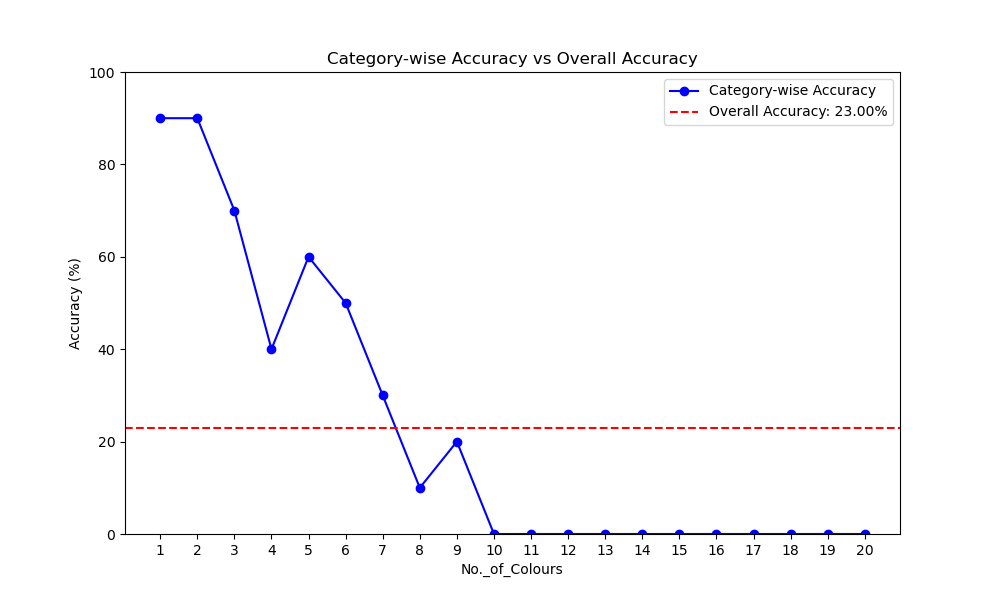 Category-wise Accuracy vs Overall Accuracy
Category-wise Accuracy
Overall Accuracy: 23.00%
Accuracy (%)
100
80
60
40
20
0
1 2 3 4 5 6 7 8 9 10 11 12 13 14 15 16 17 18 19 20
No._of_Colours